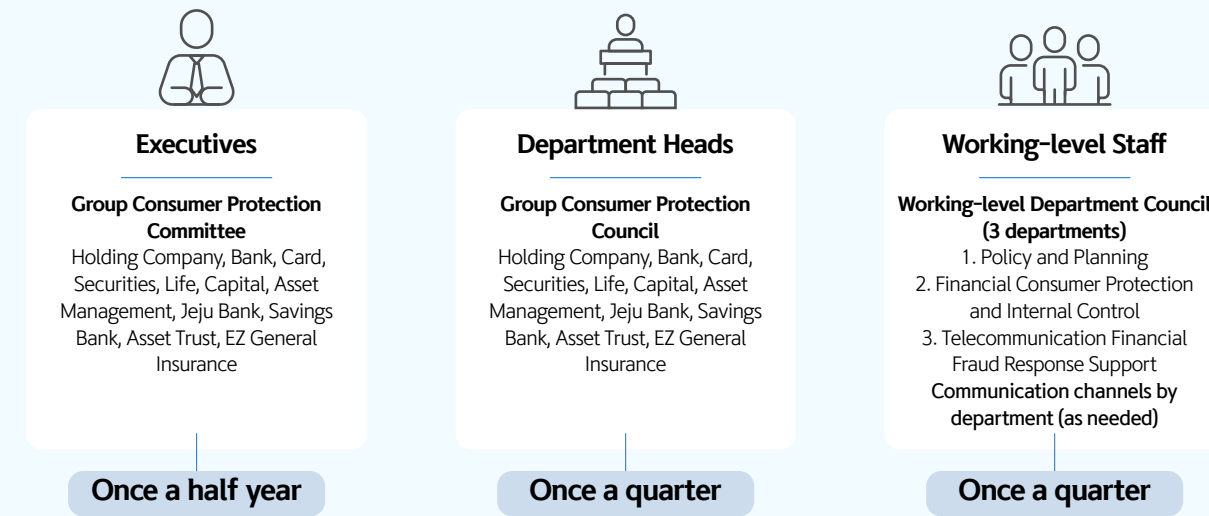 Executives
Group Consumer Protection
Committee
Holding Company, Bank, Card,
Securities, Life, Capital, Asset
Management, Jeju Bank, Savings
Bank, Asset Trust, EZ General
Insurance
Once a half year
Department Heads
Group Consumer Protection
Council
Holding Company, Bank, Card,
Securities, Life, Capital, Asset
Management, Jeju Bank, Savings
Bank, Asset Trust, EZ General
Insurance
Once a quarter
Working-level Staff
Working-level Department Council
(3 departments)
1. Policy and Planning
2. Financial Consumer Protection
and Internal Control
3. Telecommunication Financial
Fraud Response Support
Communication channels by
department (as needed)
Once a quarter